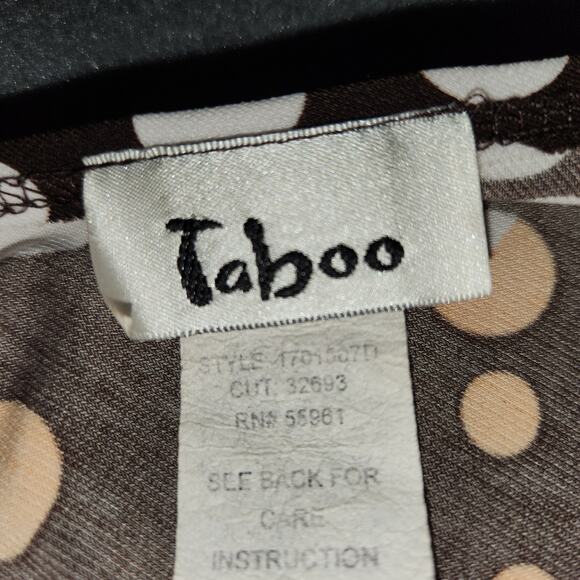 Taboo
STYLE 1701567D
CUT. 32693
RN# 55961
SEE BACK FOR
CARE
INSTRUCTION